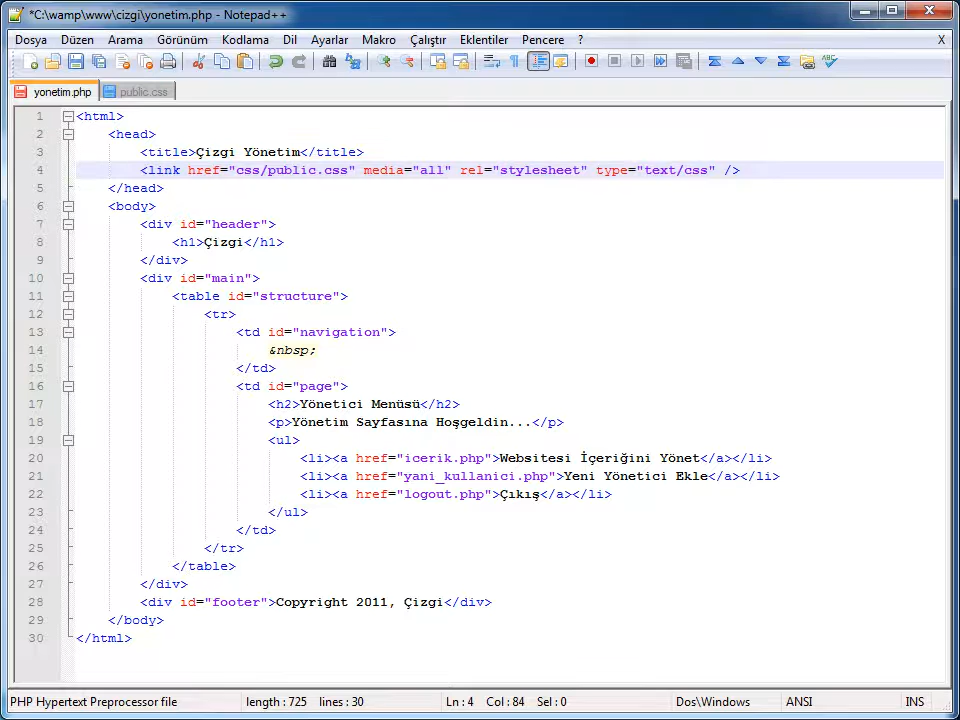 *C:\wamp\www\cizgi\yonetim.php - Notepad++
Dosya Düzen Arama Görünüm Kodlama Dil Ayarlar Makro Çalıştır Eklentiler Pencere ? X
yonetim.php public.css
1 <html>
2 <head>
3 <title>Çizgi Yönetim</title>
4 <link href="css/public.css" media="all" rel="stylesheet" type="text/css" />
5 </head>
6 <body>
7 <div id="header">
8 <h1>Çizgi</h1>
9 </div>
10 <div id="main">
11 <table id="structure">
12 <tr>
13 <td id="navigation">
14 &nbsp;
15 </td>
16 <td id="page">
17 <h2>Yönetici Menüsü</h2>
18 <p>Yönetim Sayfasına Hoşgeldin...</p>
19 <ul>
20 <li><a href="icerik.php">Websitesi İçeriğini Yönet</a></li>
21 <li><a href="yani_kullanici.php">Yeni Yönetici Ekle</a></li>
22 <li><a href="logout.php">Çıkış</a></li>
23 </ul>
24 </td>
25 </tr>
26 </table>
27 </div>
28 <div id="footer">Copyright 2011, Çizgi</div>
29 </body>
30 </html>
PHP Hypertext Preprocessor file length : 725 lines : 30 Ln : 4 Col : 84 Sel : 0 Dos\Windows ANSI INS